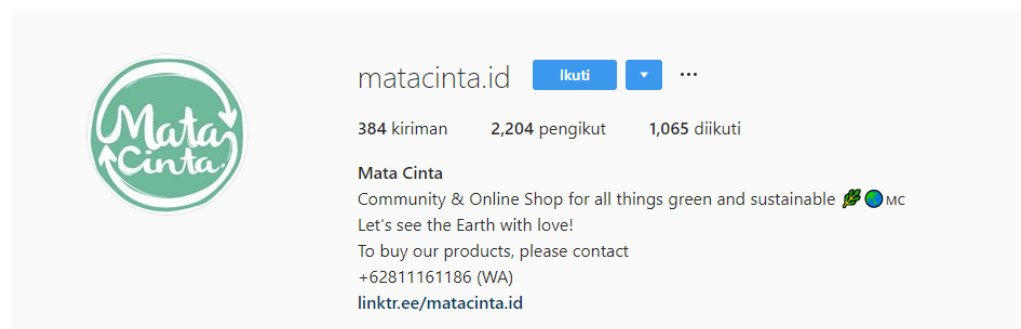 Mata Cinta
matacinta.id Ikuti
384 kiriman 2,204 pengikut 1,065 diikuti
Mata Cinta
Community & Online Shop for all things green and sustainable 🌿🌏MC
Let's see the Earth with love!
To buy our products, please contact
+62811161186 (WA)
linktr.ee/matacinta.id